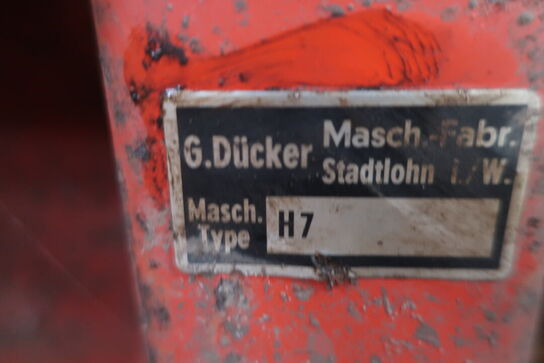 G.Dücker Masch.-Fabr.
Stadtlohn i./W.
Masch. H7
Type